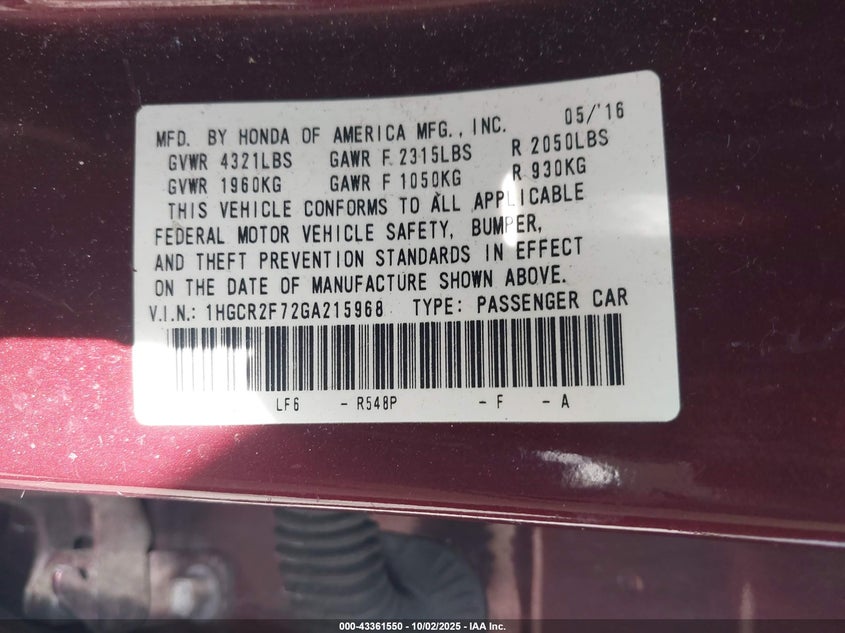 05/'16
MFD. BY HONDA OF AMERICA MFG., INC.
GVWR 4321LBS GAWR F 2315LBS R 2050LBS
GVWR 1960KG GAWR F 1050KG R 930KG
THIS VEHICLE CONFORMS TO ALL APPLICABLE
FEDERAL MOTOR VEHICLE SAFETY, BUMPER,
AND THEFT PREVENTION STANDARDS IN EFFECT
ON THE DATE OF MANUFACTURE SHOWN ABOVE.
V.I.N.: 1HGCR2F72GA215968 TYPE: PASSENGER CAR
LF6 - R548P - F - A
000-43361550 - 10/02/2025 - IAA Inc.